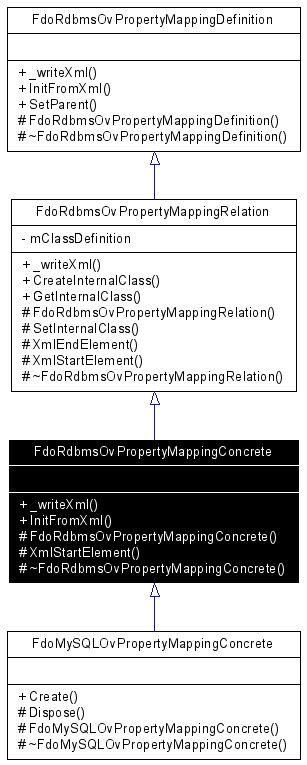 FdoRdbmsOvPropertyMappingDefinition
+ _writeXml()
+ InitFromXml()
+ SetParent()
# FdoRdbmsOvPropertyMappingDefinition()
# ~FdoRdbmsOvPropertyMappingDefinition()
FdoRdbmsOvPropertyMappingRelation
- mClassDefinition
+ _writeXml()
+ CreateInternalClass()
+ GetInternalClass()
# FdoRdbmsOvPropertyMappingRelation()
# SetInternalClass()
# XmlEndElement()
# XmlStartElement()
# ~FdoRdbmsOvPropertyMappingRelation()
FdoRdbmsOvPropertyMappingConcrete
+ _writeXml()
+ InitFromXml()
# FdoRdbmsOvPropertyMappingConcrete()
# XmlStartElement()
# ~FdoRdbmsOvPropertyMappingConcrete()
FdoMySQLOvPropertyMappingConcrete
+ Create()
# Dispose()
# FdoMySQLOvPropertyMappingConcrete()
# ~FdoMySQLOvPropertyMappingConcrete()